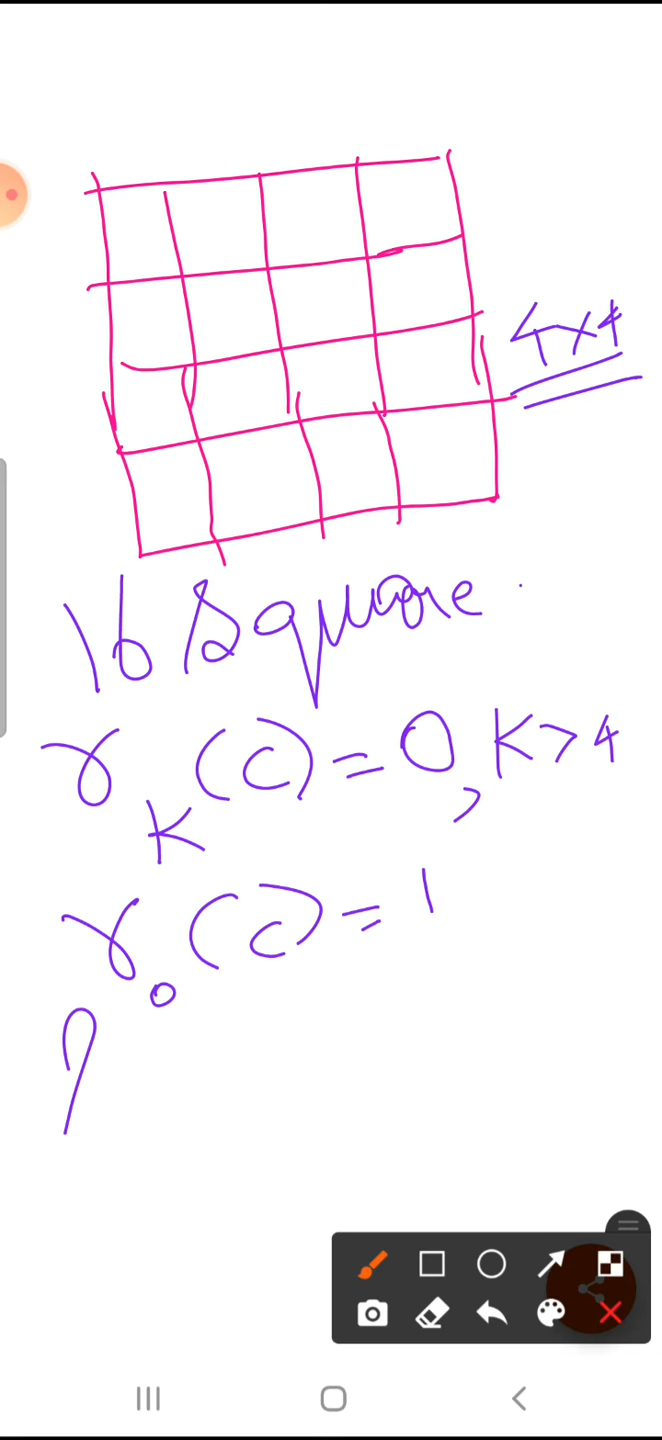 4×4
16 square.
r_K (C) = 0, K > 4
r_0 (C) = 1